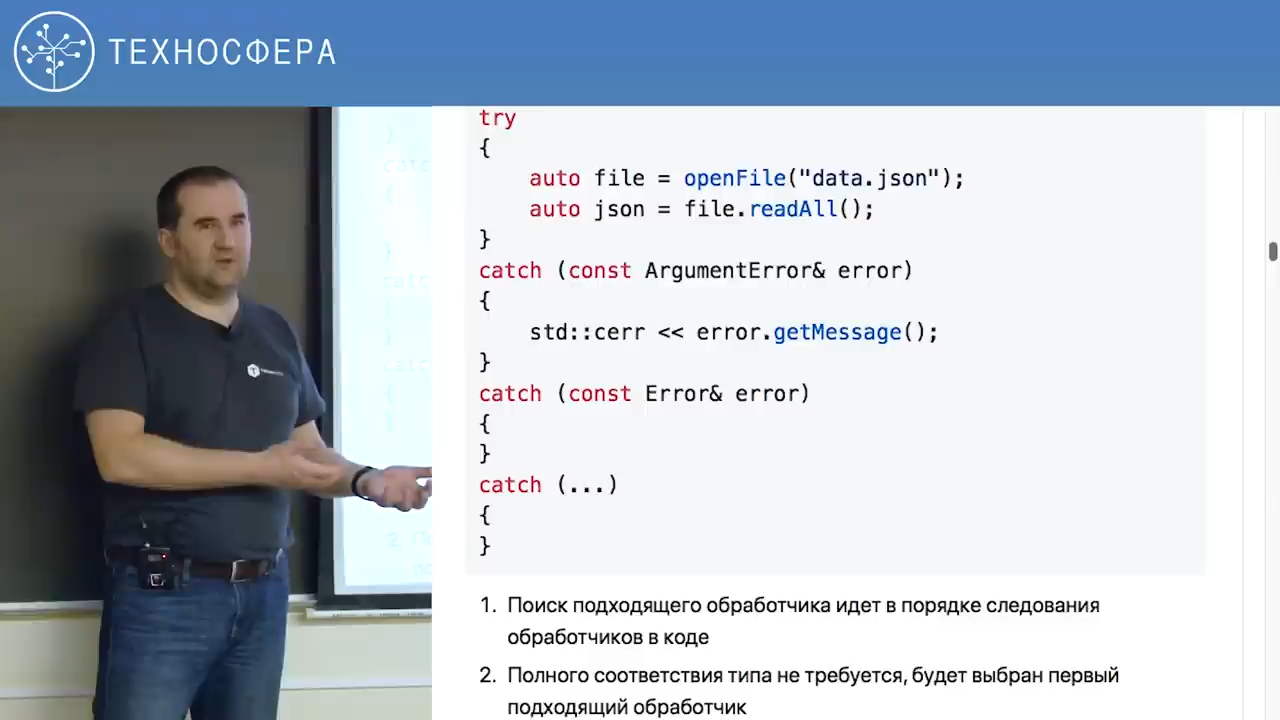 ТЕХНОСФЕРА
try
{
    auto file = openFile("data.json");
    auto json = file.readAll();
}
catch (const ArgumentError& error)
{
    std::cerr << error.getMessage();
}
catch (const Error& error)
{
}
catch (...)
{
}
1. Поиск подходящего обработчика идет в порядке следования
обработчиков в коде
2. Полного соответствия типа не требуется, будет выбран первый
подходящий обработчик